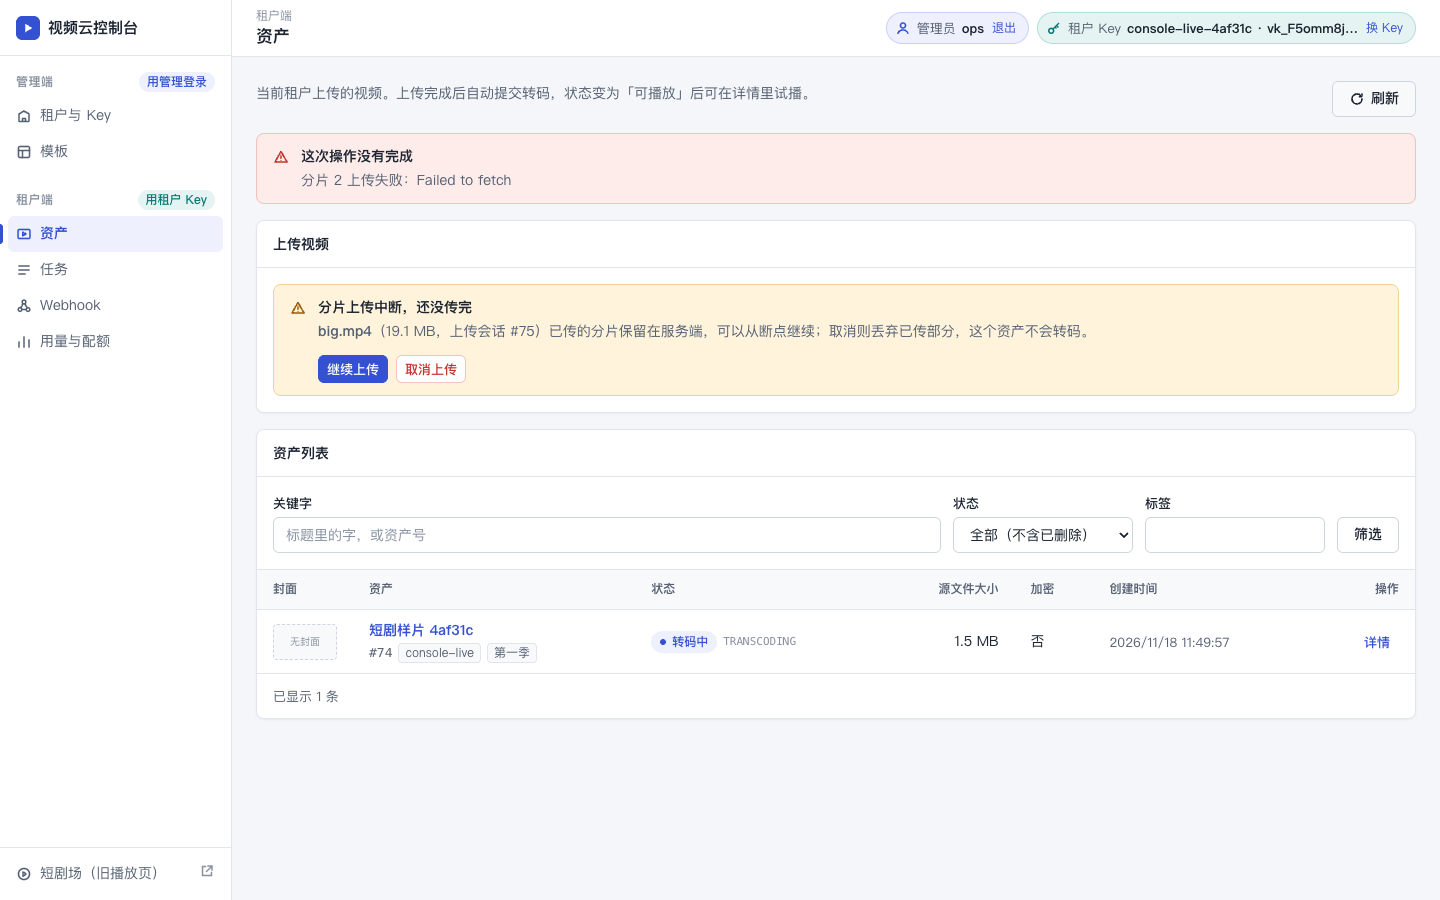 视频云控制台
管理端 用管理登录
租户与 Key
模板
租户端 用租户 Key
资产
任务
Webhook
用量与配额
短剧场（旧播放页）
租户端
资产
管理员 ops 退出
租户 Key console-live-4af31c · vk_F5omm8j... 换 Key
当前租户上传的视频。上传完成后自动提交转码，状态变为「可播放」后可在详情里试播。
刷新
这次操作没有完成
分片 2 上传失败：Failed to fetch
上传视频
分片上传中断，还没传完
big.mp4（19.1 MB，上传会话 #75）已传的分片保留在服务端，可以从断点继续；取消则丢弃已传部分，这个资产不会转码。
继续上传 取消上传
资产列表
关键字 状态 标签
标题里的字，或资产号 全部（不含已删除） 筛选
封面 资产 状态 源文件大小 加密 创建时间 操作
无封面 短剧样片 4af31c 转码中 TRANSCODING 1.5 MB 否 2026/11/18 11:49:57 详情
#74 console-live 第一季
已显示 1 条